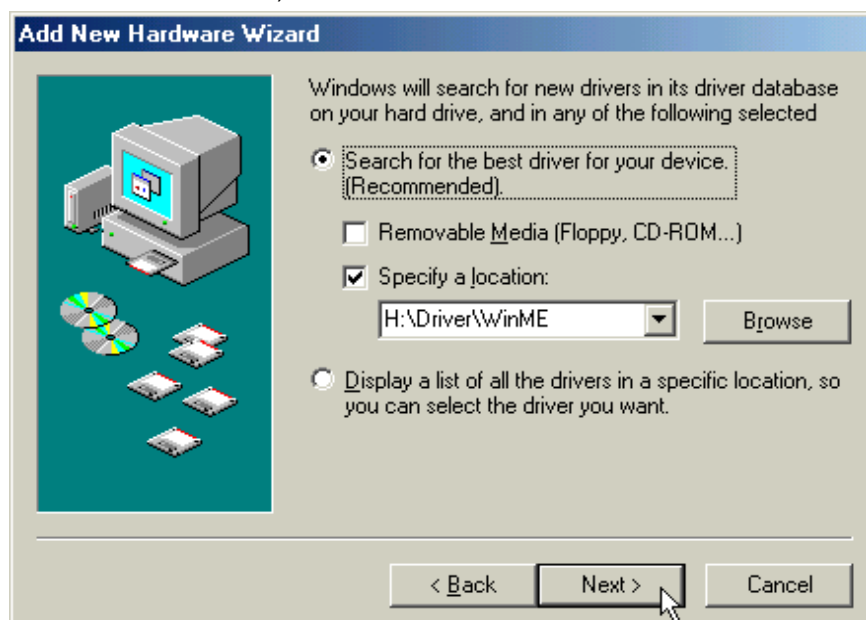 Add New Hardware Wizard
Windows will search for new drivers in its driver database
on your hard drive, and in any of the following selected
Search for the best driver for your device.
(Recommended).
Removable Media (Floppy, CD-ROM...)
Specify a location:
H:\Driver\WinME
Browse
Display a list of all the drivers in a specific location, so
you can select the driver you want.
< Back
Next >
Cancel